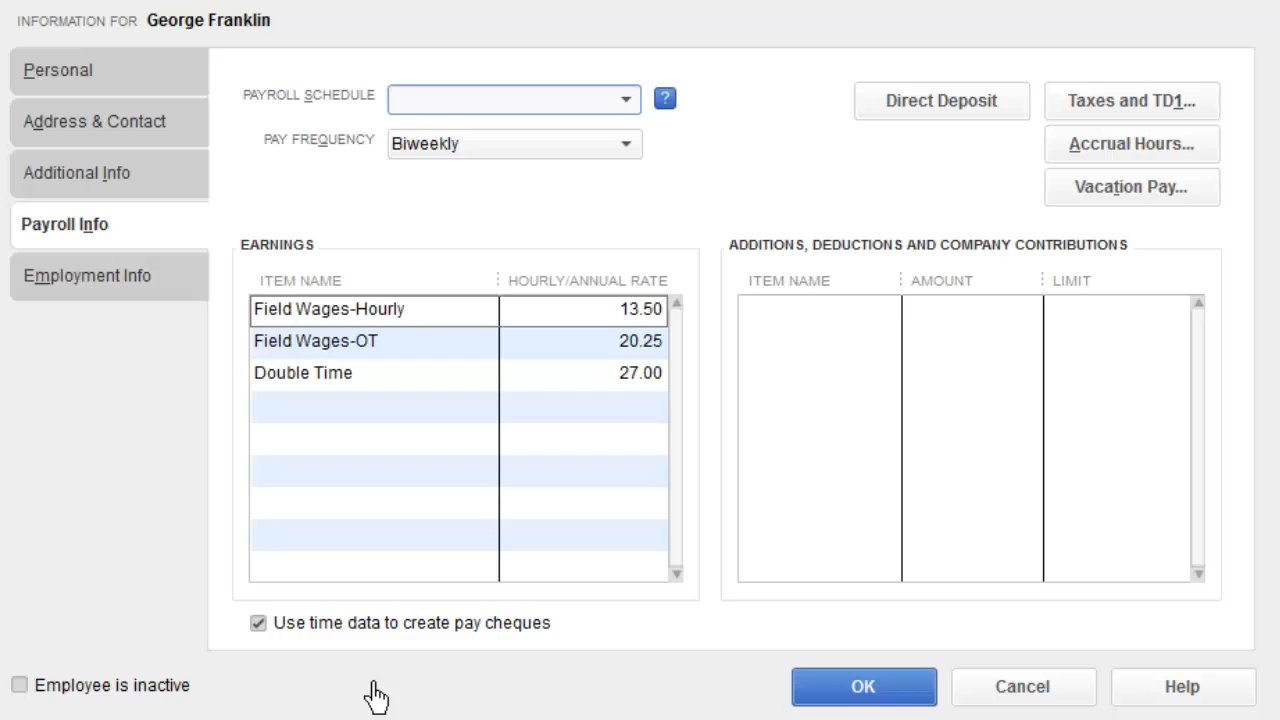 INFORMATION FOR George Franklin
Personal
Address & Contact
Additional Info
Payroll Info
Employment Info
PAYROLL SCHEDULE
?
PAY FREQUENCY Biweekly
Direct Deposit
Taxes and TD1...
Accrual Hours...
Vacation Pay...
EARNINGS
ITEM NAME HOURLY/ANNUAL RATE
Field Wages-Hourly 13.50
Field Wages-OT 20.25
Double Time 27.00
ADDITIONS, DEDUCTIONS AND COMPANY CONTRIBUTIONS
ITEM NAME AMOUNT LIMIT
Use time data to create pay cheques
Employee is inactive
OK
Cancel
Help